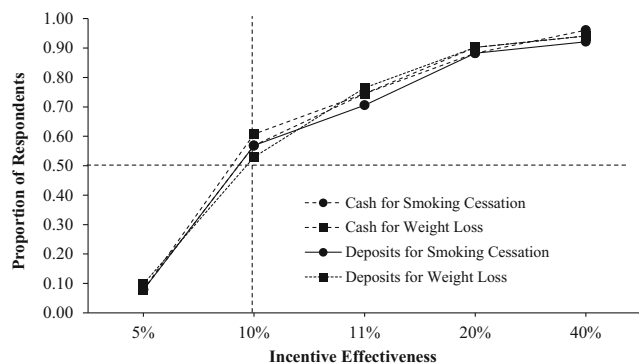 1.00
0.90
0.80
0.70
0.60
0.50
0.40
0.30
0.20
0.10
0.00
Proportion of Respondents
Cash for Smoking Cessation
Cash for Weight Loss
Deposits for Smoking Cessation
Deposits for Weight Loss
5% 10% 11% 20% 40%
Incentive Effectiveness